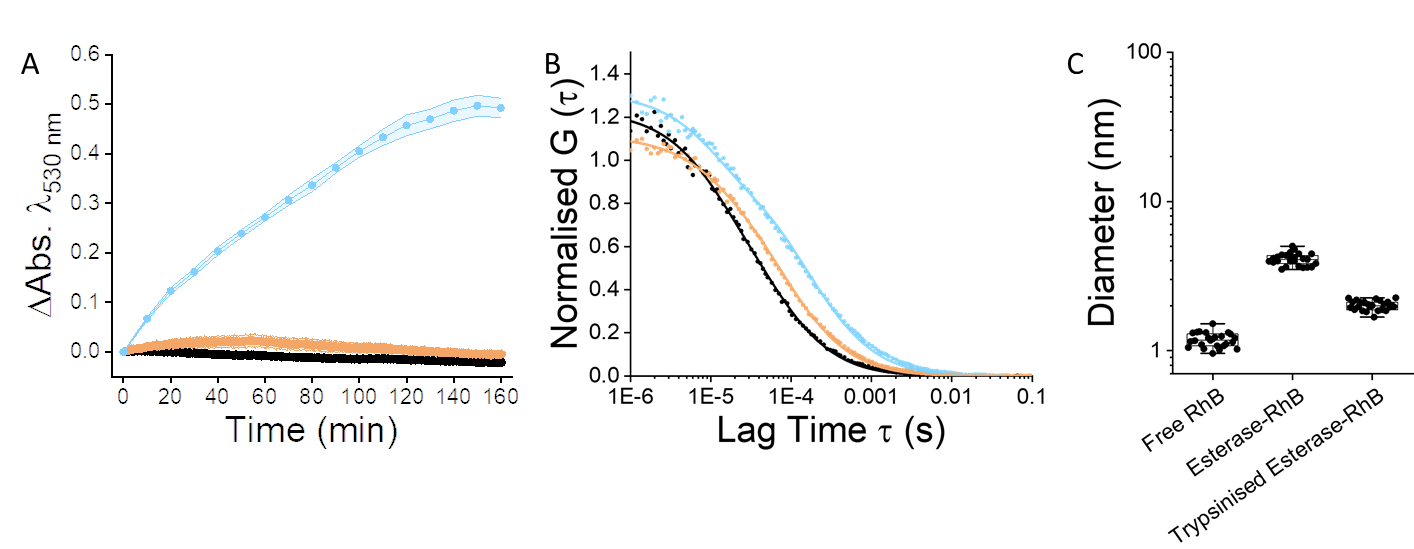 A
0.6
0.5
0.4
0.3
0.2
0.1
0.0
ΔAbs. λ530 nm
0 20 40 60 80 100 120 140 160
Time (min)
B
1.4
1.2
1.0
0.8
0.6
0.4
0.2
0.0
Normalised G (τ)
1E-6 1E-5 1E-4 0.001 0.01 0.1
Lag Time τ (s)
C
100
10
1
Diameter (nm)
Free RhB
Esterase-RhB
Trypsinised Esterase-RhB